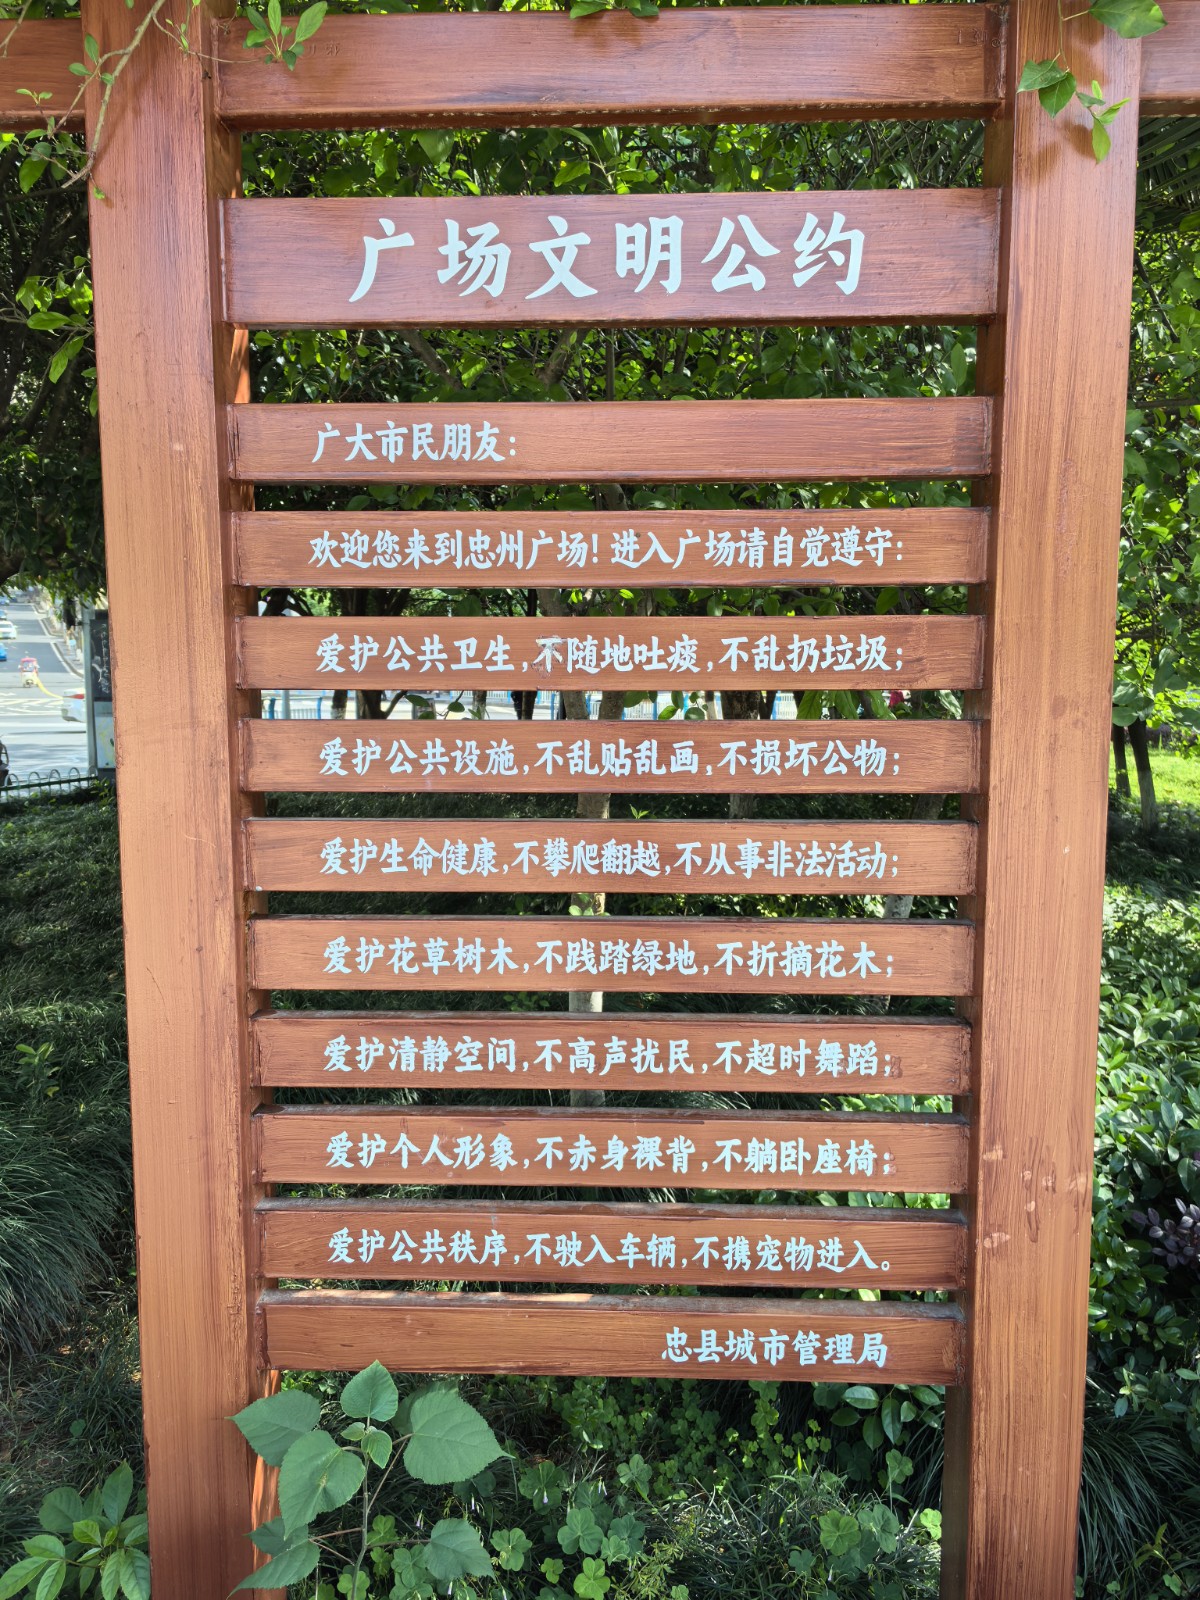 广场文明公约
广大市民朋友：
欢迎您来到忠州广场！进入广场请自觉遵守：
爱护公共卫生，不随地吐痰，不乱扔垃圾；
爱护公共设施，不乱贴乱画，不损坏公物；
爱护生命健康，不攀爬翻越，不从事非法活动；
爱护花草树木，不践踏绿地，不折摘花木；
爱护清静空间，不高声扰民，不超时舞蹈；
爱护个人形象，不赤身裸背，不躺卧座椅；
爱护公共秩序，不驶入车辆，不携宠物进入。
忠县城市管理局